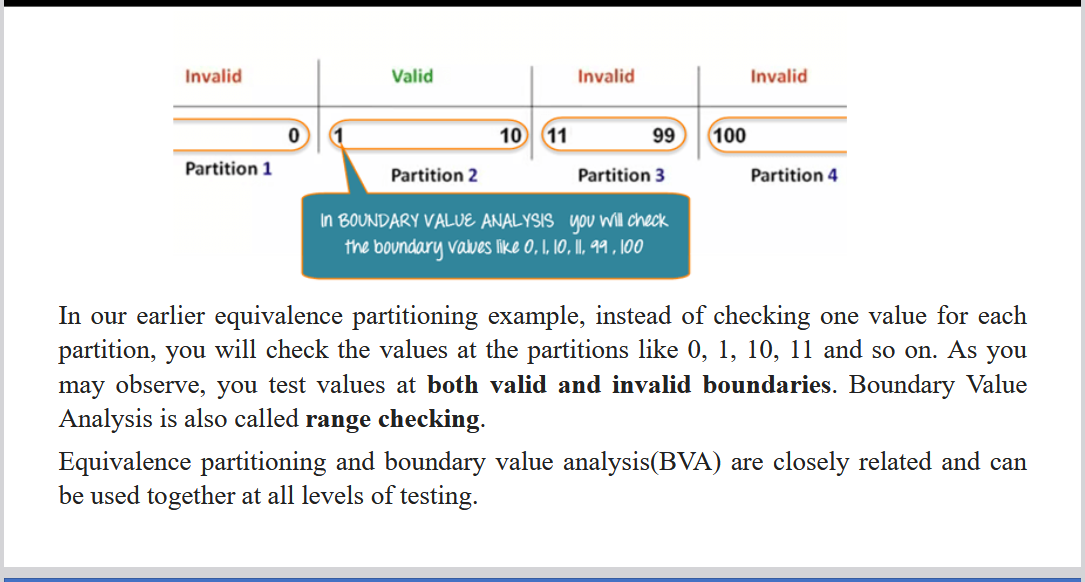 Invalid Valid Invalid Invalid
0 1 10 11 99 100
Partition 1 Partition 2 Partition 3 Partition 4
In BOUNDARY VALUE ANALYSIS you will check
the boundary values like 0, 1, 10, 11, 99 , 100
In our earlier equivalence partitioning example, instead of checking one value for each
partition, you will check the values at the partitions like 0, 1, 10, 11 and so on. As you
may observe, you test values at both valid and invalid boundaries. Boundary Value
Analysis is also called range checking.
Equivalence partitioning and boundary value analysis(BVA) are closely related and can
be used together at all levels of testing.